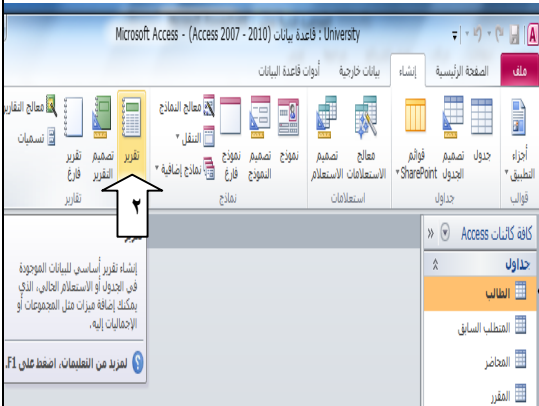 University : قاعدة بيانات (Access 2007 - 2010) - Microsoft Access
ملف الصفحة الرئيسية إنشاء بيانات خارجية أدوات قاعدة البيانات
أجزاء التطبيق
جدول
تصميم الجدول
قوائم SharePoint
معالج الاستعلامات
تصميم الاستعلام
نموذج
تصميم النموذج
نموذج فارغ
معالج النماذج
التنقل
نماذج إضافية
تقرير
تصميم التقرير
تقرير فارغ
معالج التقارير
تسميات
قوالب جداول استعلامات نماذج تقارير
٢
إنشاء تقرير أساسي للبيانات الموجودة
في الجدول أو الاستعلام الحالي، الذي
يمكنك إضافة ميزات مثل المجموعات أو
الاجماليات إليه.
لمزيد من التعليمات، اضغط على F1.
كافة كائنات Access
جداول
الطالب
المتطلب السابق
المحاضر
المقرر